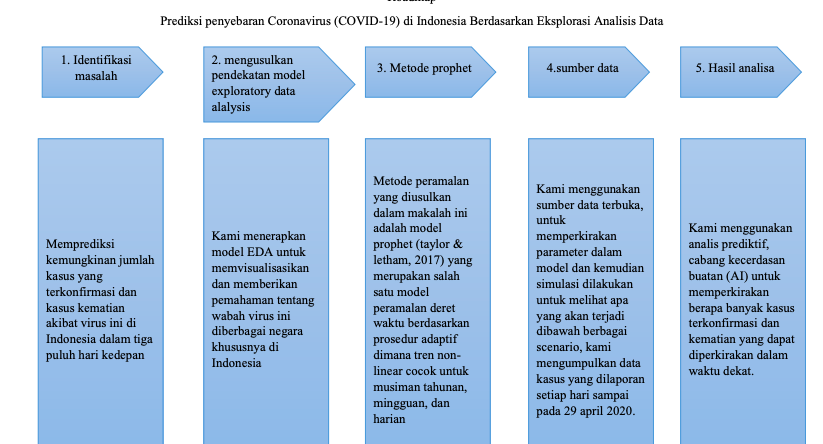 Roadmap
Prediksi penyebaran Coronavirus (COVID-19) di Indonesia Berdasarkan Eksplorasi Analisis Data
1. Identifikasi
masalah
2. mengusulkan
pendekatan model
exploratory data
alalysis
3. Metode prophet
4.sumber data
5. Hasil analisa
Memprediksi
kemungkinan jumlah
kasus yang
terkonfirmasi dan
kasus kematian
akibat virus ini di
Indonesia dalam tiga
puluh hari kedepan
Kami menerapkan
model EDA untuk
memvisualisasikan
dan memberikan
pemahaman tentang
wabah virus ini
diberbagai negara
khususnya di
Indonesia
Metode peramalan
yang diusulkan
dalam makalah ini
adalah model
prophet (taylor &
letham, 2017) yang
merupakan salah
satu model
peramalan deret
waktu berdasarkan
prosedur adaptif
dimana tren non-
linear cocok untuk
musiman tahunan,
mingguan, dan
harian
Kami menggunakan
sumber data terbuka,
untuk
memperkirakan
parameter dalam
model dan kemudian
simulasi dilakukan
untuk melihat apa
yang akan terjadi
dibawah berbagai
scenario, kami
mengumpulkan data
kasus yang dilaporan
setiap hari sampai
pada 29 april 2020.
Kami menggunakan
analis prediktif,
cabang kecerdasan
buatan (AI) untuk
memperkirakan
berapa banyak kasus
terkonfirmasi dan
kematian yang dapat
diperkirakan dalam
waktu dekat.